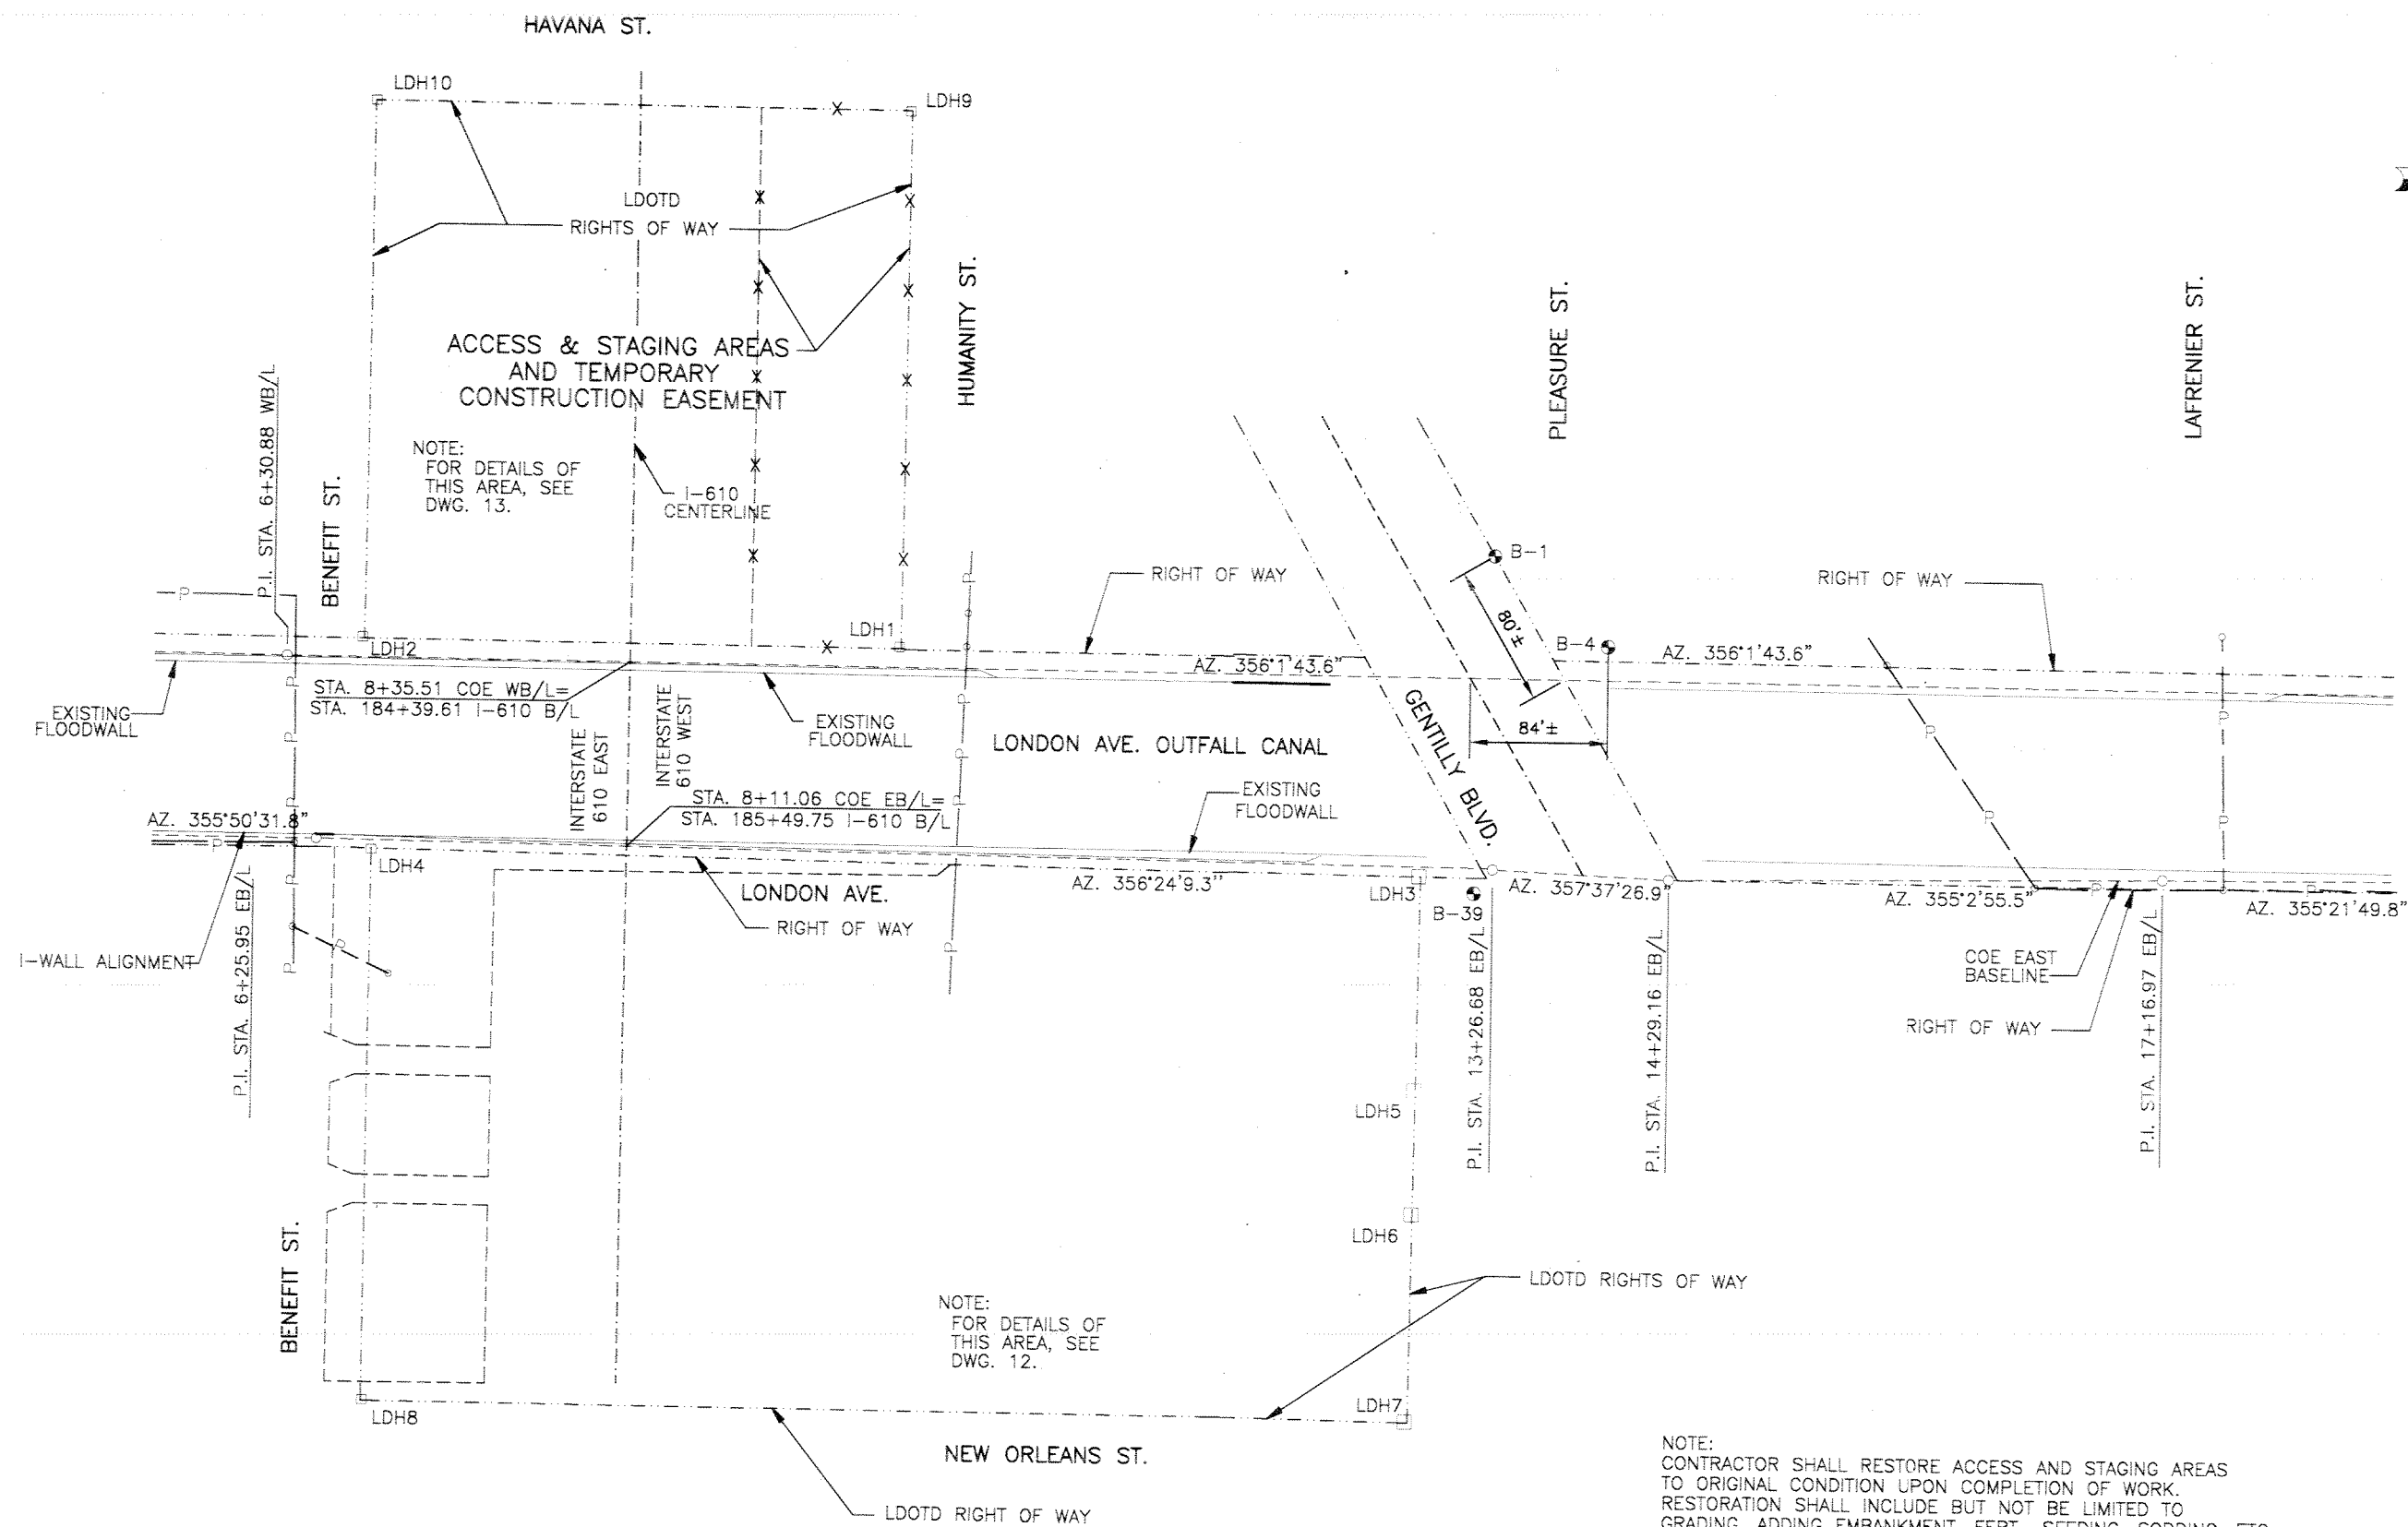 HAVANA ST.
LDH10
LDH9
LDOTD
RIGHTS OF WAY
HUMANITY ST.
PLEASURE ST.
LAFRENIER ST.
ACCESS & STAGING AREAS
AND TEMPORARY
CONSTRUCTION EASEMENT
P.I. STA. 6+30.88 WB/L
BENEFIT ST.
NOTE:
FOR DETAILS OF
THIS AREA, SEE
DWG. 13.
I-610
CENTERLINE
B-1
RIGHT OF WAY
RIGHT OF WAY
80'±
LDH1
LDH2
B-4
AZ. 356°1'43.6"
AZ. 356°1'43.6"
STA. 8+35.51 COE WB/L=
STA. 184+39.61 I-610 B/L
EXISTING
FLOODWALL
INTERSTATE
610 WEST
EXISTING
FLOODWALL
GENTILLY BLVD.
84'±
LONDON AVE. OUTFALL CANAL
INTERSTATE
610 EAST
STA. 8+11.06 COE EB/L=
STA. 185+49.75 I-610 B/L
EXISTING
FLOODWALL
AZ. 355°50'31.8"
LDH4
LONDON AVE.
AZ. 356°24'9.3"
LDH3
AZ. 357°37'26.9"
AZ. 355°2'55.5"
AZ. 355°21'49.8"
B-39
RIGHT OF WAY
I-WALL ALIGNMENT
P.I. STA. 6+25.95 EB/L
P.I. STA. 13+26.68 EB/L
P.I. STA. 14+29.16 EB/L
COE EAST
BASELINE
P.I. STA. 17+16.97 EB/L
RIGHT OF WAY
LDH5
LDH6
BENEFIT ST.
LDOTD RIGHTS OF WAY
NOTE:
FOR DETAILS OF
THIS AREA, SEE
DWG. 12.
LDH8
LDH7
NEW ORLEANS ST.
LDOTD RIGHT OF WAY
NOTE:
CONTRACTOR SHALL RESTORE ACCESS AND STAGING AREAS
TO ORIGINAL CONDITION UPON COMPLETION OF WORK.
RESTORATION SHALL INCLUDE BUT NOT BE LIMITED TO
GRADING, ADDING EMBANKMENT, FERT., SEEDING, SODDING, ETC.